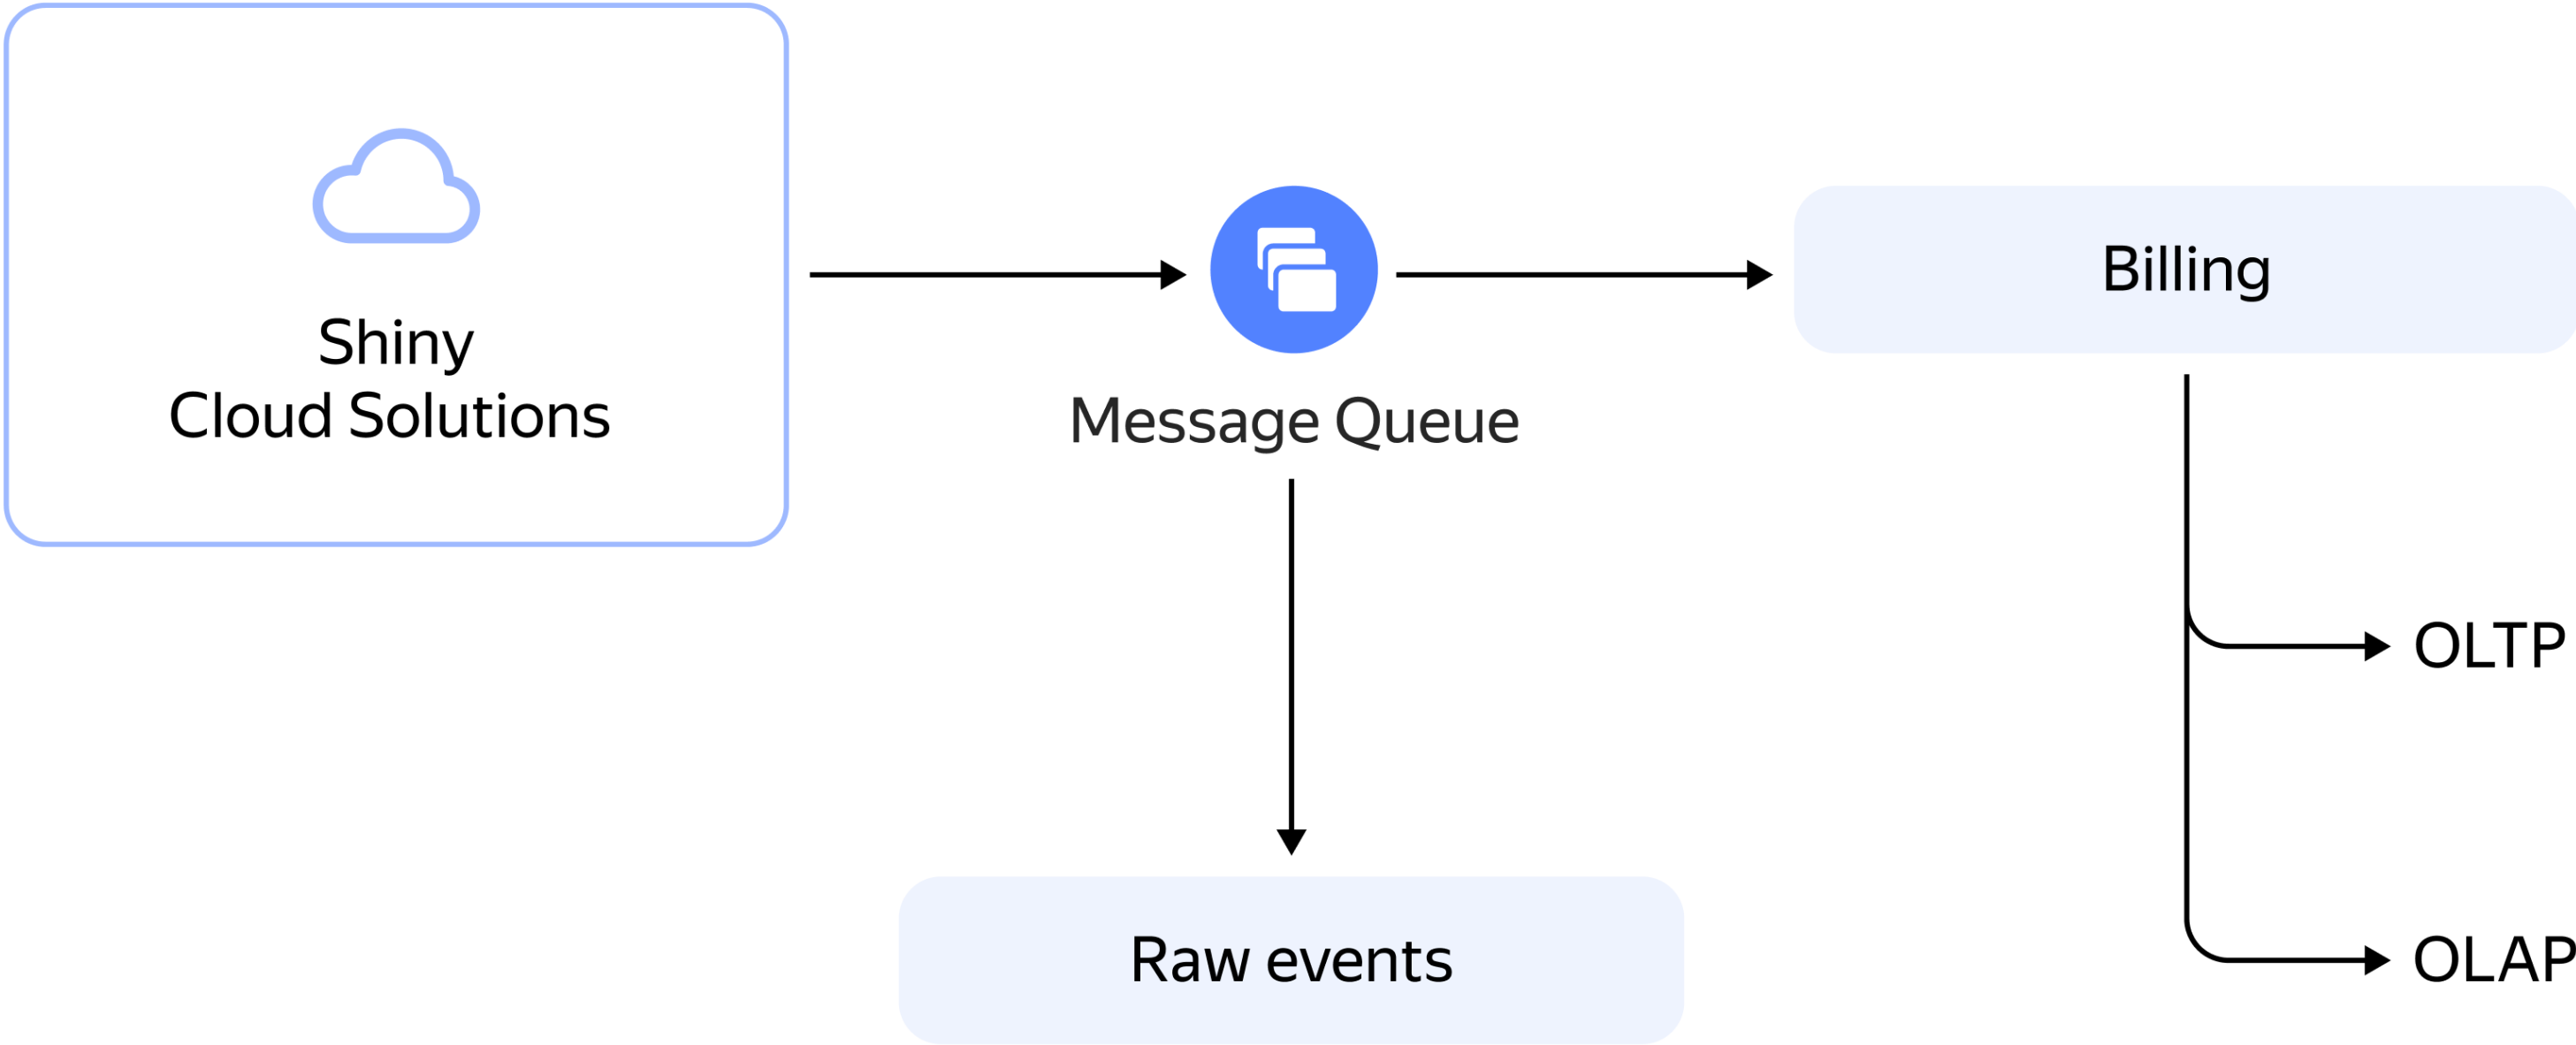 Shiny
Cloud Solutions
Message Queue
Billing
OLTP
OLAP
Raw events